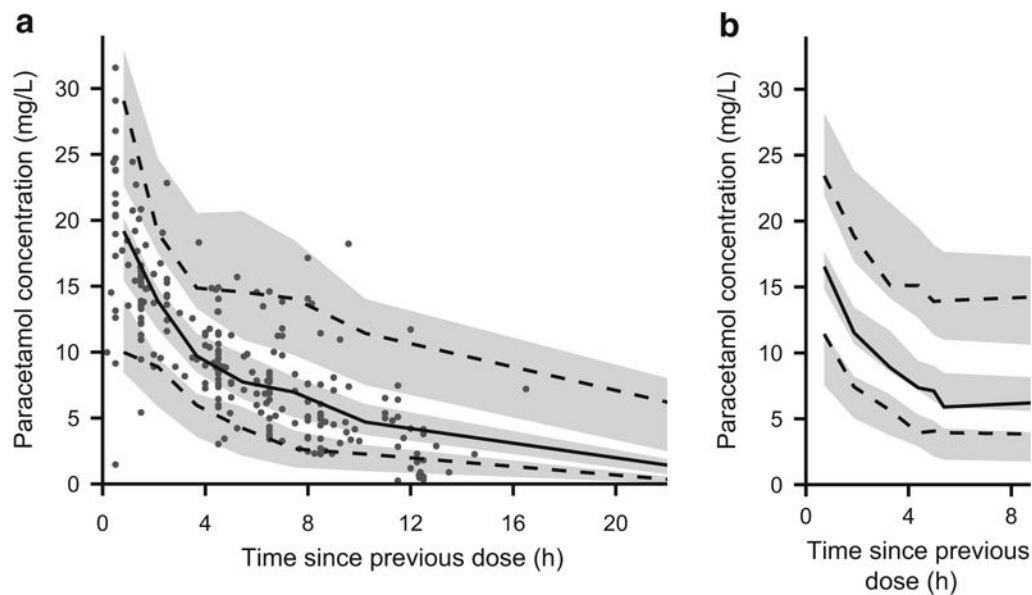 a
Paracetamol concentration (mg/L)
30
25
20
15
10
5
0
0 4 8 12 16 20
Time since previous dose (h)
b
Paracetamol concentration (mg/L)
30
25
20
15
10
5
0
0 4 8
Time since previous
dose (h)